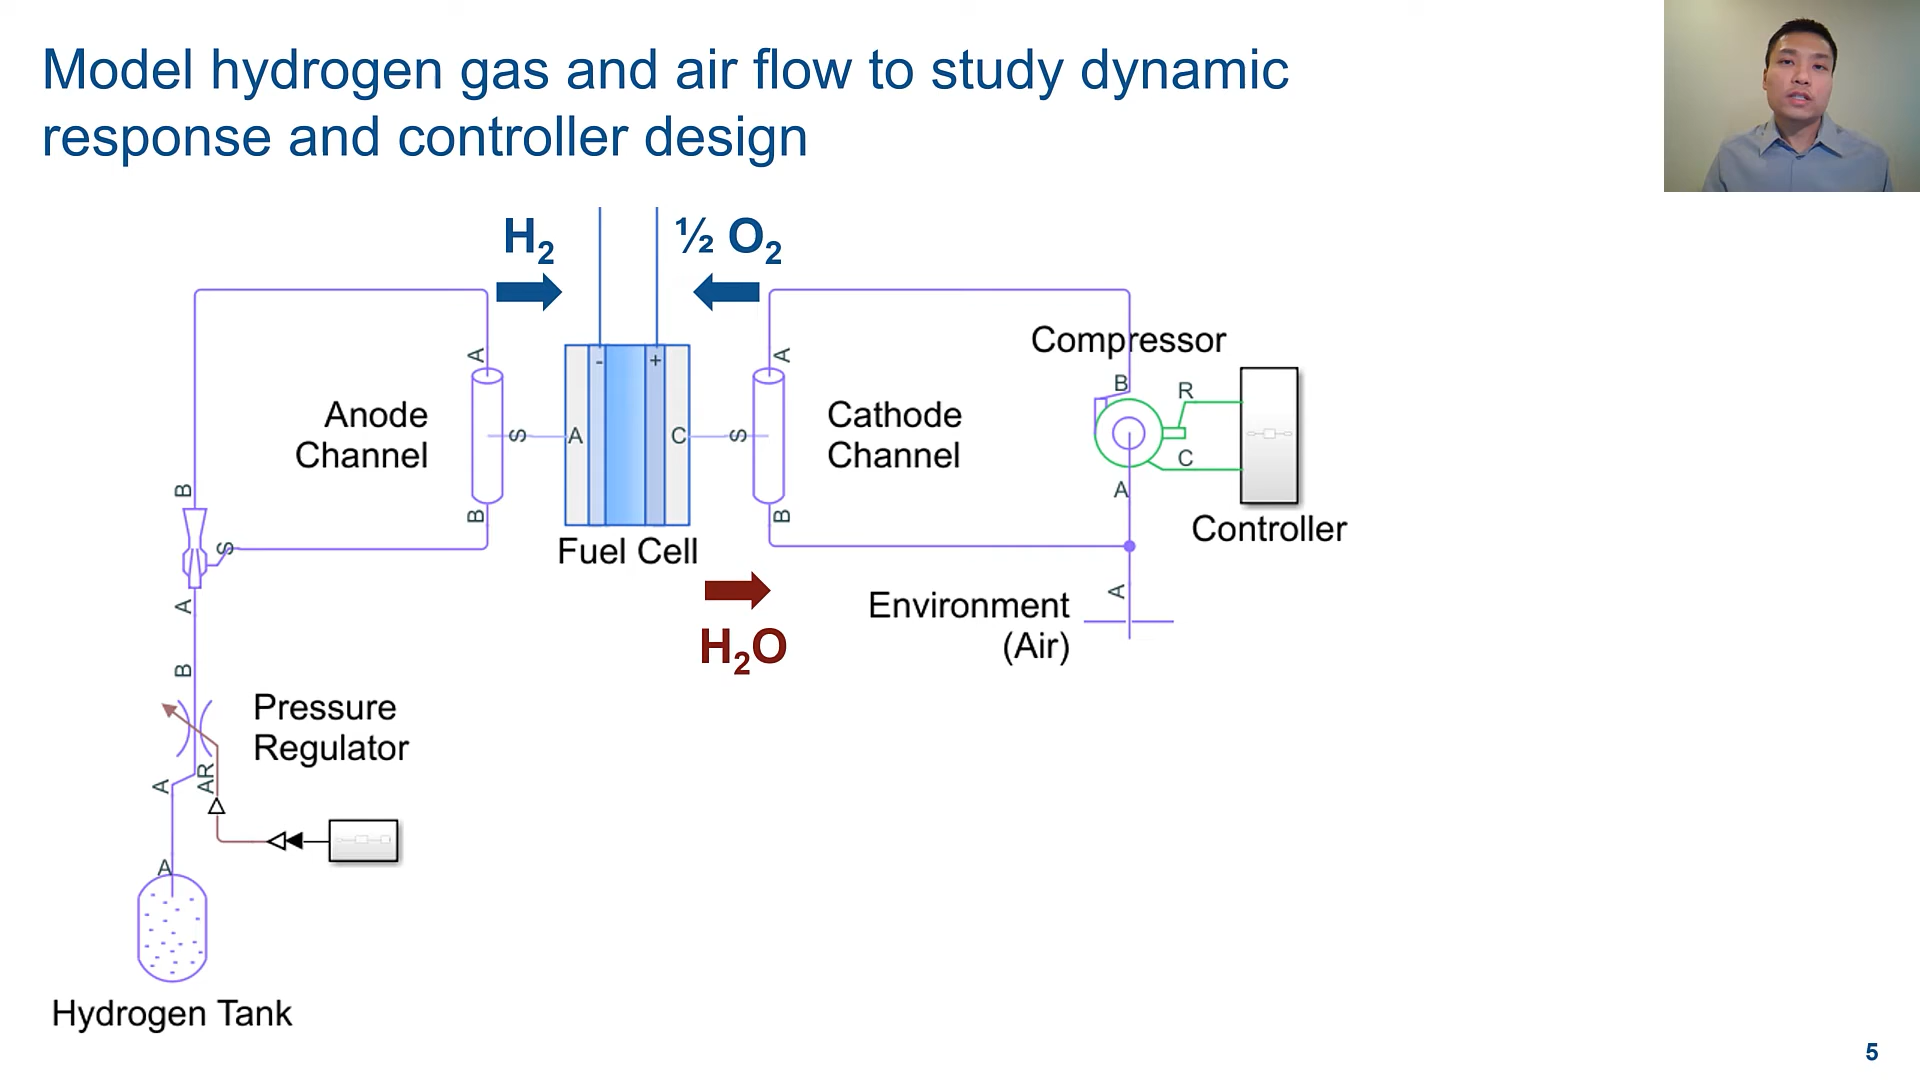 Model hydrogen gas and air flow to study dynamic
response and controller design
H2
½ O2
Compressor
A
A
B
R
- +
Anode
Channel
S
A
C
S
Cathode
Channel
C
B
A
B
B
Controller
Fuel Cell
S
A
A
Environment
(Air)
H2O
B
Pressure
Regulator
A
AR
A
Hydrogen Tank
5